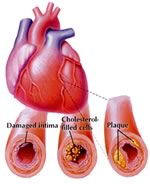 Damaged intima
Cholesterol-
filled cells
Plaque